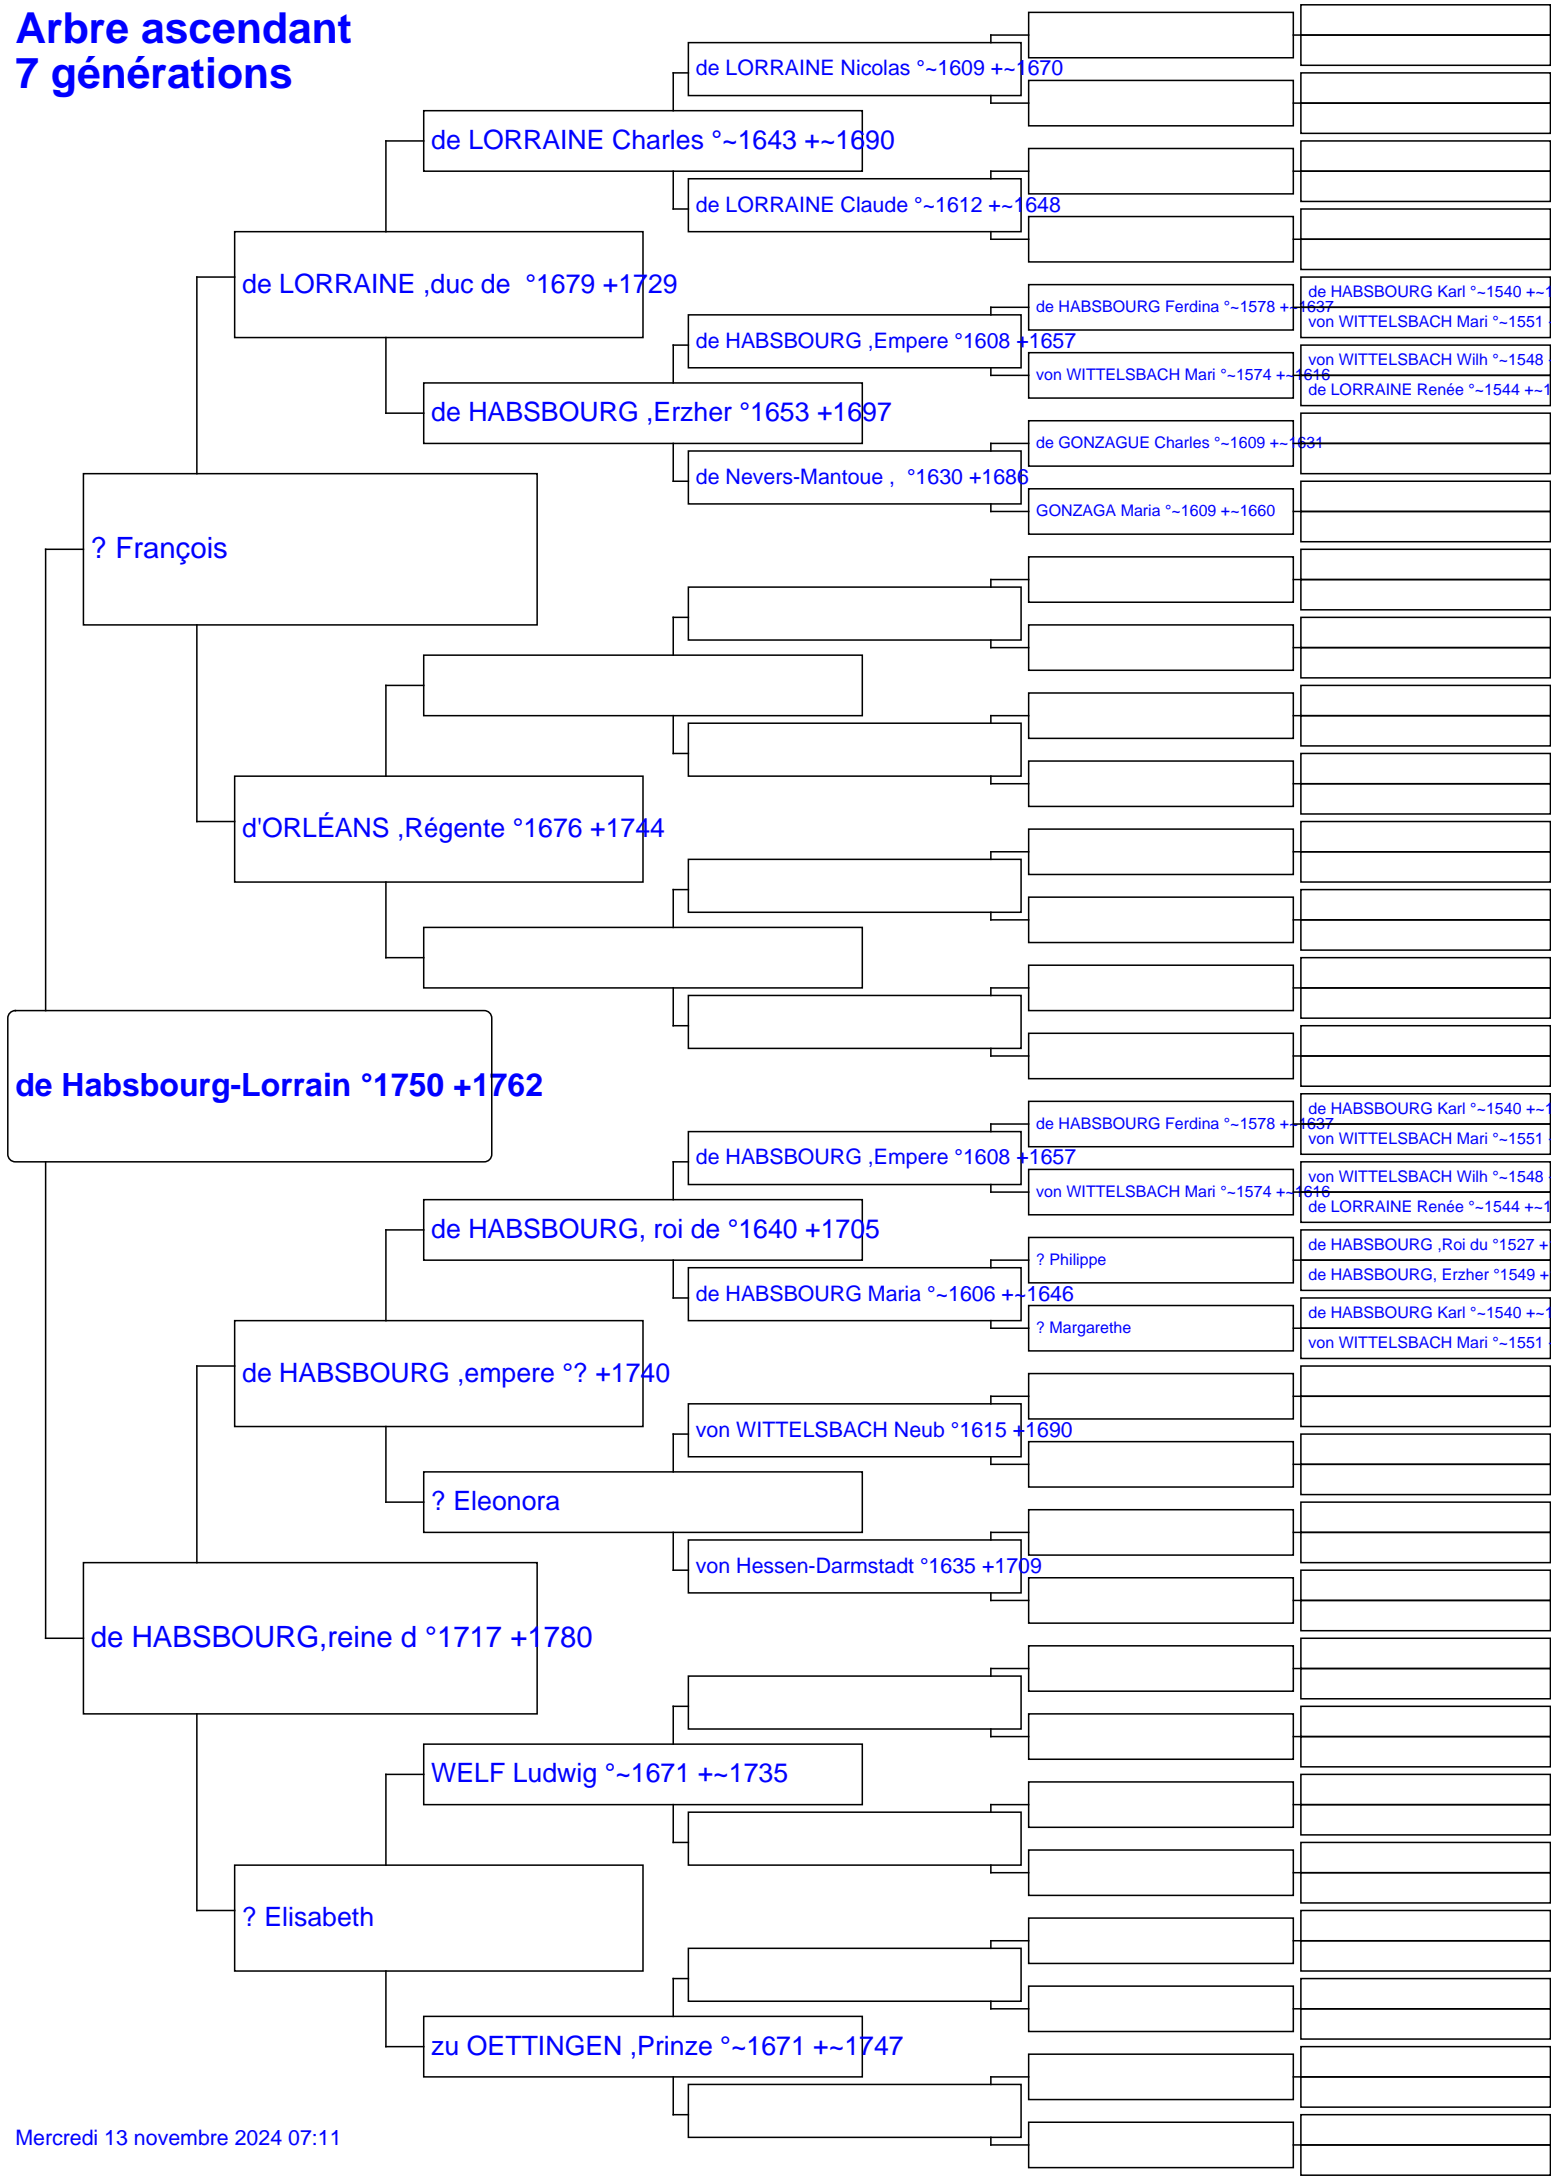 Arbre ascendant
7 générations
de LORRAINE Nicolas °~1609 +~1670
de LORRAINE Charles °~1643 +~1690
de LORRAINE Claude °~1612 +~1648
de LORRAINE ,duc de  °1679 +1729
de HABSBOURG Karl °~1540 +~1
de HABSBOURG Ferdina °~1578 +~1637
von WITTELSBACH Mari °~1551
de HABSBOURG ,Empere °1608 +1657
von WITTELSBACH Wilh °~1548
von WITTELSBACH Mari °~1574 +~1616
de LORRAINE Renée °~1544 +~1
de HABSBOURG ,Erzher °1653 +1697
de GONZAGUE Charles °~1609 +~1631
de Nevers-Mantoue ,  °1630 +1686
GONZAGA Maria °~1609 +~1660
? François
d'ORLÉANS ,Régente °1676 +1744
de Habsbourg-Lorrain °1750 +1762
de HABSBOURG Karl °~1540 +~1
de HABSBOURG Ferdina °~1578 +~1637
von WITTELSBACH Mari °~1551
de HABSBOURG ,Empere °1608 +1657
von WITTELSBACH Wilh °~1548
von WITTELSBACH Mari °~1574 +~1616
de LORRAINE Renée °~1544 +~1
de HABSBOURG, roi de °1640 +1705
de HABSBOURG ,Roi du °1527 +
? Philippe
de HABSBOURG, Erzher °1549 +
de HABSBOURG Maria °~1606 +~1646
de HABSBOURG Karl °~1540 +~1
? Margarethe
von WITTELSBACH Mari °~1551
de HABSBOURG ,empere °? +1740
von WITTELSBACH Neub °1615 +1690
? Eleonora
von Hessen-Darmstadt °1635 +1709
de HABSBOURG,reine d °1717 +1780
WELF Ludwig °~1671 +~1735
? Elisabeth
zu OETTINGEN ,Prinze °~1671 +~1747
Mercredi 13 novembre 2024 07:11